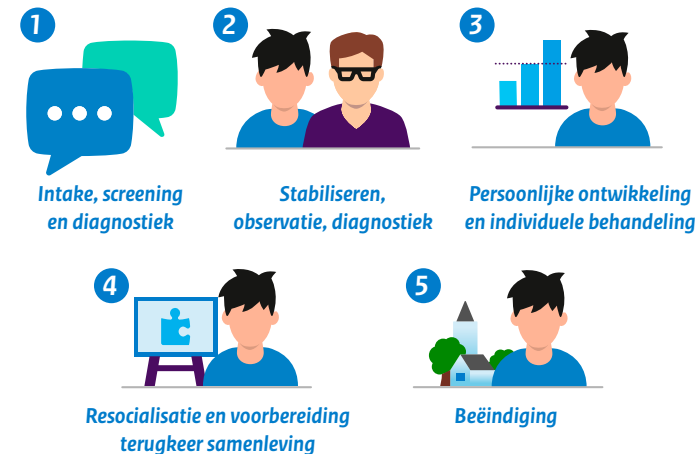 1
Intake, screening
en diagnostiek
2
Stabiliseren,
observatie, diagnostiek
3
Persoonlijke ontwikkeling
en individuele behandeling
4
Resocialisatie en voorbereiding
terugkeer samenleving
5
Beëindiging